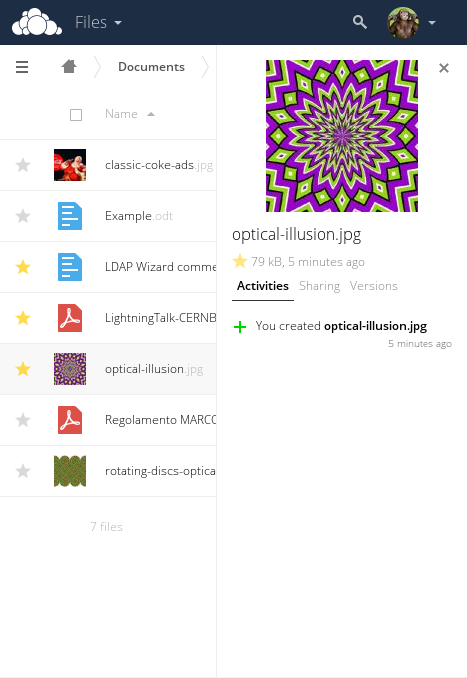 Files
Documents
Name
classic-coke-ads.jpg
Example.odt
LDAP Wizard comme
LightningTalk-CERNB
optical-illusion.jpg
Regolamento MARCO
rotating-discs-optica
7 files
optical-illusion.jpg
79 kB, 5 minutes ago
Activities Sharing Versions
You created optical-illusion.jpg
5 minutes ago